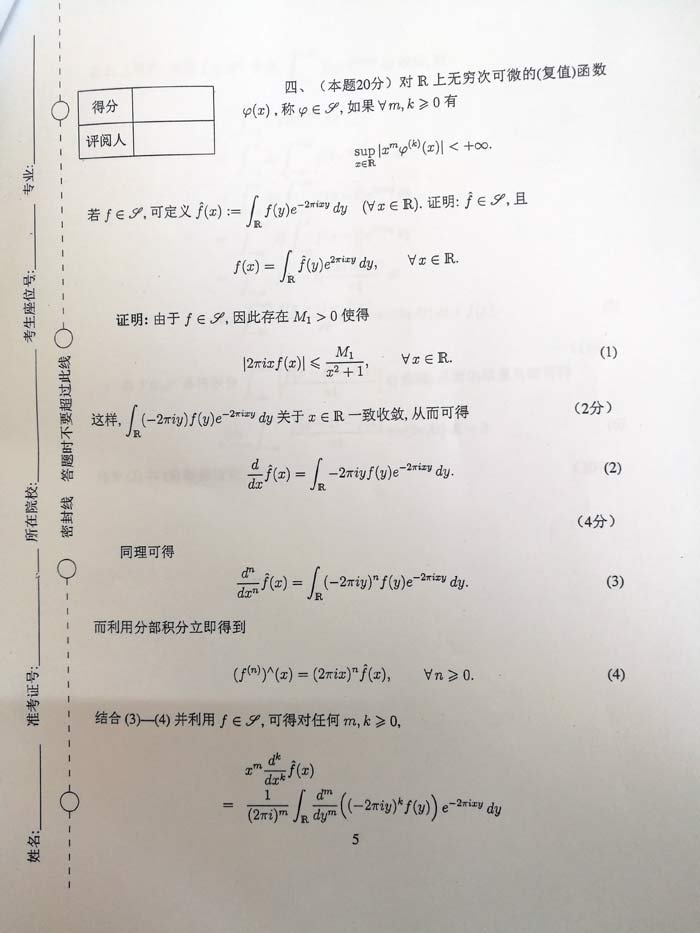 四、（本题20分）对 ℝ 上无穷次可微的(复值)函数
得分
φ(x) , 称 φ ∈ 𝒮, 如果 ∀ m, k ⩾ 0 有
评阅人
sup_{x∈ℝ} |x^m φ^{(k)}(x)| < +∞.
若 f ∈ 𝒮, 可定义 f̂(x) := ∫_ℝ f(y)e^{−2πixy} dy (∀ x ∈ ℝ). 证明: f̂ ∈ 𝒮, 且
f(x) = ∫_ℝ f̂(y)e^{2πixy} dy, ∀ x ∈ ℝ.
证明: 由于 f ∈ 𝒮, 因此存在 M₁ > 0 使得
|2πixf(x)| ⩽ M₁/(x² + 1), ∀ x ∈ ℝ. (1)
这样, ∫_ℝ (−2πiy)f(y)e^{−2πixy} dy 关于 x ∈ ℝ 一致收敛, 从而可得 （2分）
d/dx f̂(x) = ∫_ℝ −2πiyf(y)e^{−2πixy} dy. (2)
（4分）
同理可得
d^n/dx^n f̂(x) = ∫_ℝ (−2πiy)^n f(y)e^{−2πixy} dy. (3)
而利用分部积分立即得到
(f^{(n)})^∧(x) = (2πix)^n f̂(x), ∀ n ⩾ 0. (4)
结合 (3)—(4) 并利用 f ∈ 𝒮, 可得对任何 m, k ⩾ 0,
x^m d^k/dx^k f̂(x)
= 1/(2πi)^m ∫_ℝ d^m/dy^m ((−2πiy)^k f(y)) e^{−2πixy} dy
5
姓名: 准考证号: 所在院校: 考生座位号: 专业:
密封线 答题时不要超过此线